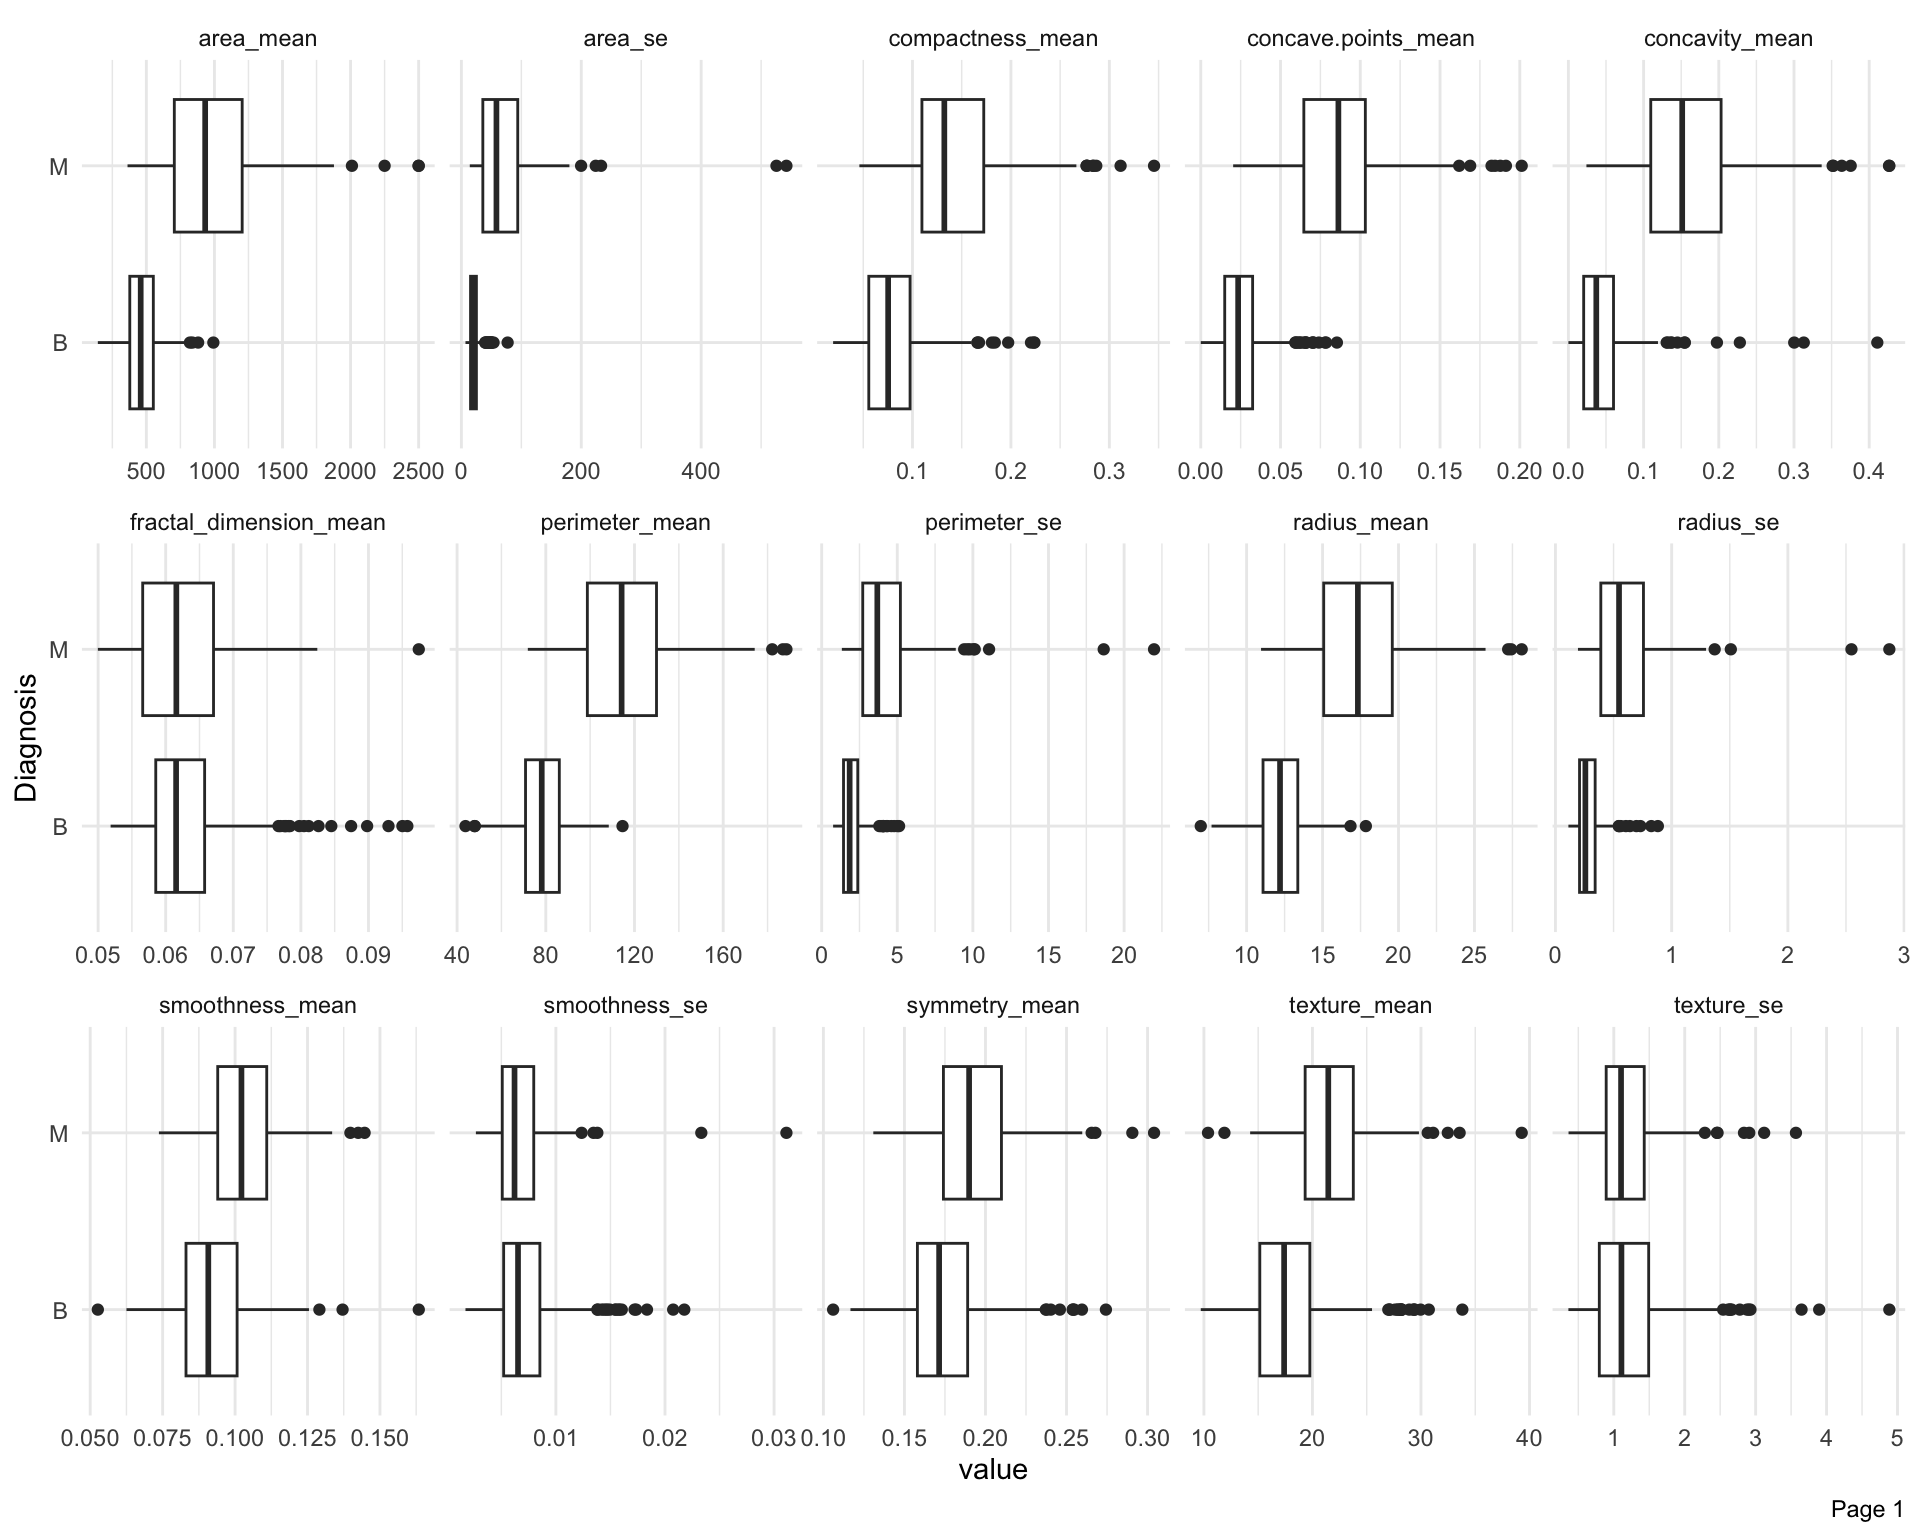 area_mean area_se compactness_mean concave.points_mean concavity_mean
M
B
500 1000 1500 2000 2500 0 200 400 0.1 0.2 0.3 0.00 0.05 0.10 0.15 0.20 0.0 0.1 0.2 0.3 0.4
fractal_dimension_mean perimeter_mean perimeter_se radius_mean radius_se
M
Diagnosis
B
0.05 0.06 0.07 0.08 0.09 40 80 120 160 0 5 10 15 20 10 15 20 25 0 1 2 3
smoothness_mean smoothness_se symmetry_mean texture_mean texture_se
M
B
0.050 0.075 0.100 0.125 0.150 0.01 0.02 0.03 0.10 0.15 0.20 0.25 0.30 10 20 30 40 1 2 3 4 5
value
Page 1